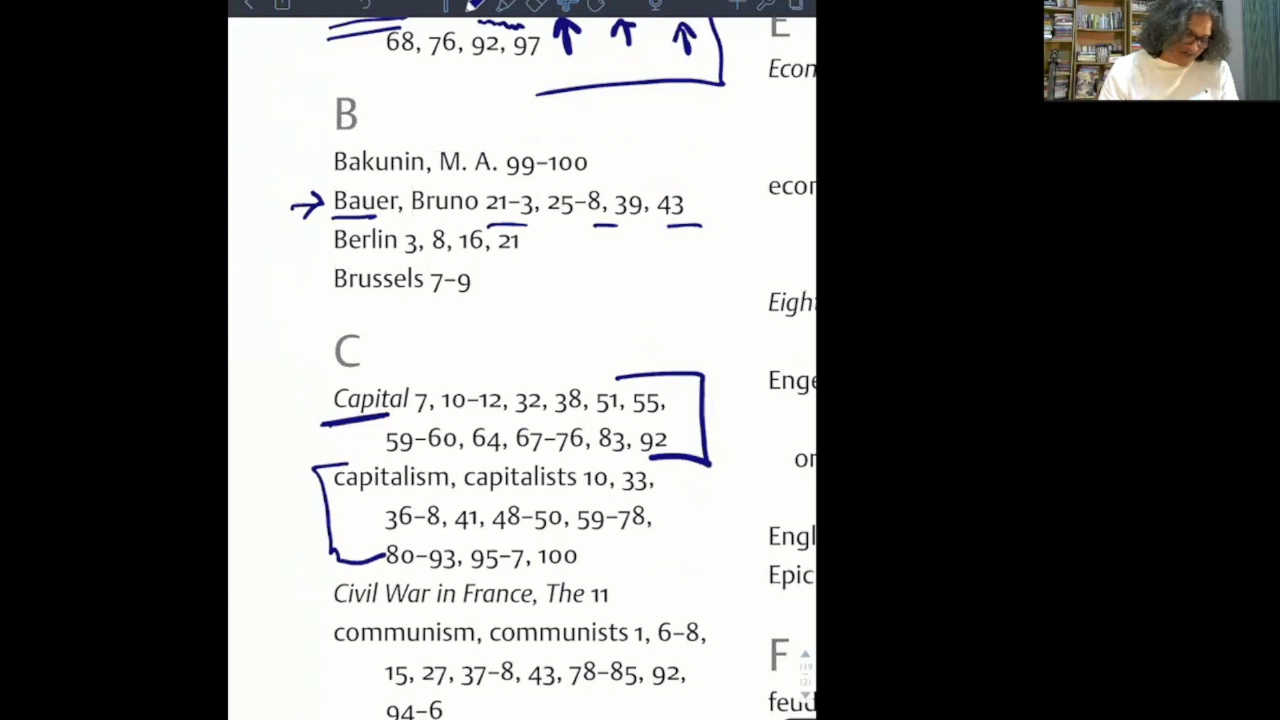 68, 76, 92, 97
B
Bakunin, M. A. 99–100
Bauer, Bruno 21–3, 25–8, 39, 43
Berlin 3, 8, 16, 21
Brussels 7–9
C
Capital 7, 10–12, 32, 38, 51, 55,
59–60, 64, 67–76, 83, 92
capitalism, capitalists 10, 33,
36–8, 41, 48–50, 59–78,
80–93, 95–7, 100
Civil War in France, The 11
communism, communists 1, 6–8,
15, 27, 37–8, 43, 78–85, 92,
94–6
E
Econ
econ
Eight
Enge
or
Engl
Epic
F
feud
119
121